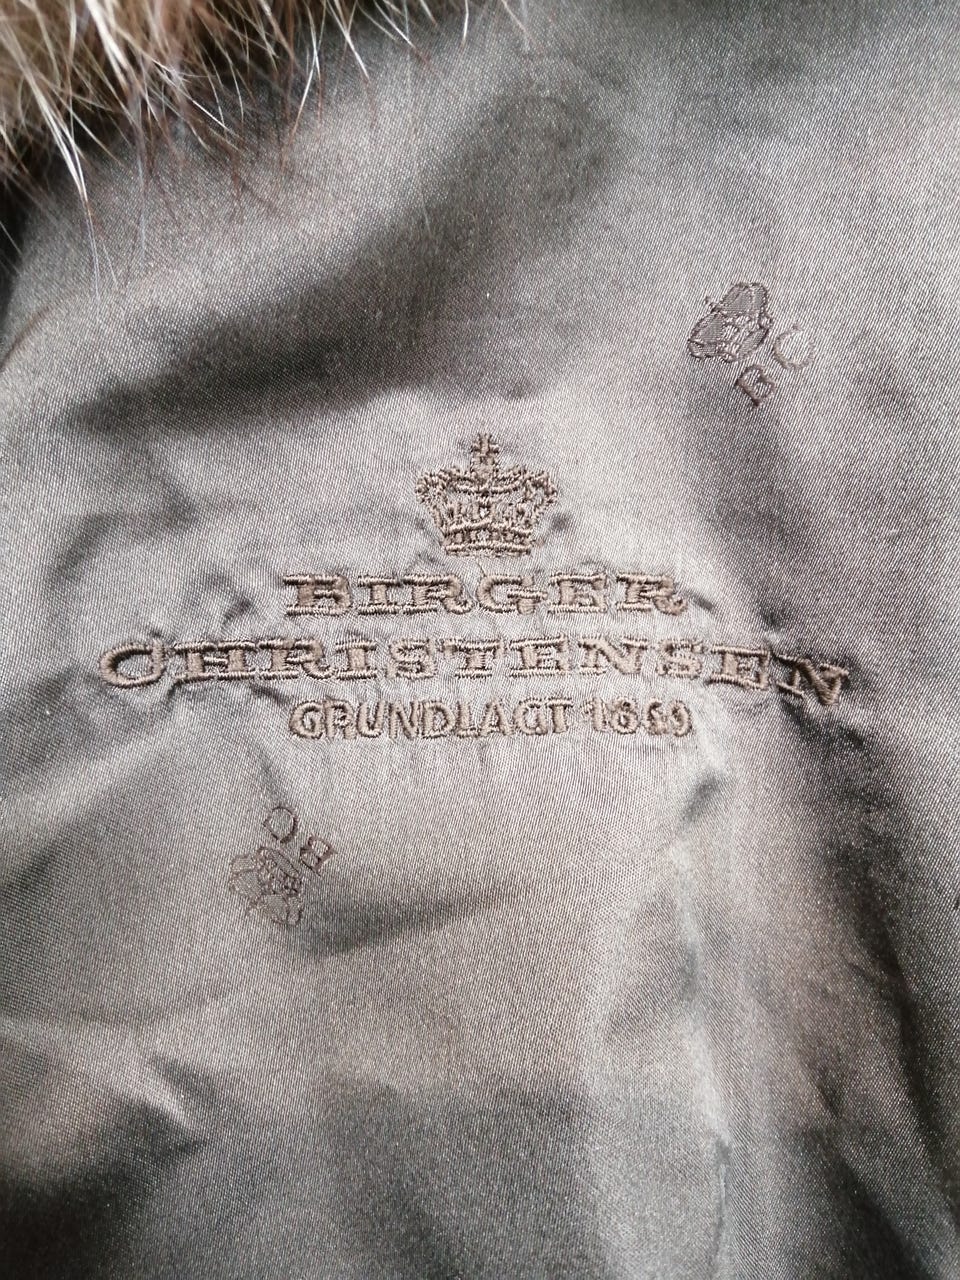 BC
BIRGER
CHRISTENSEN
GRUNDLAGT 1869
BC